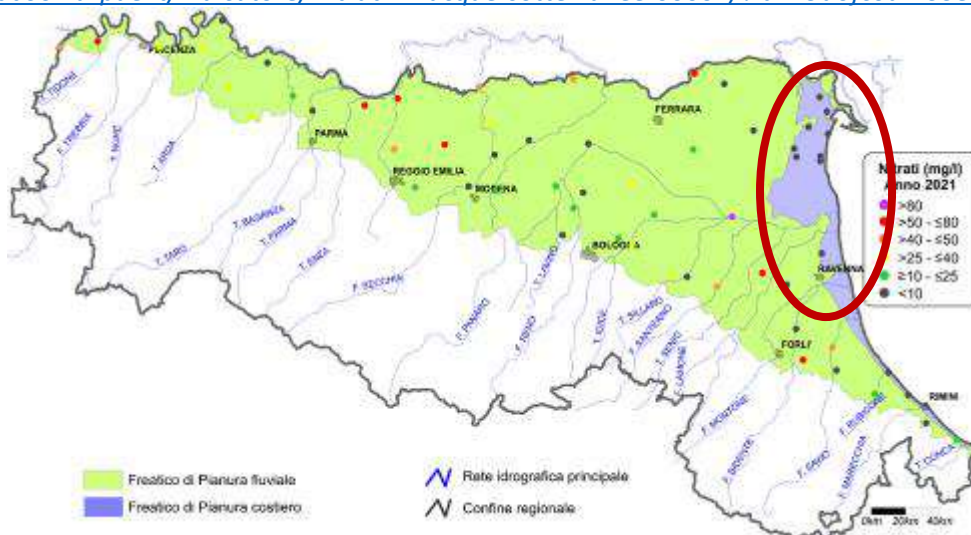 PIACENZA
T. TIDONE
F. TREBBIA
T. NURE
T. ARDA
PARMA
FERRARA
REGGIO EMILIA
MODENA
BOLOGNA
RAVENNA
FORLI'
RIMINI
T. TARO
T. BAGANZA
T. PARMA
T. ENZA
F. SECCHIA
F. PANARO
F. RENO
T. LAVINO
T. IDICE
T. SILLARO
F. SANTERNO
T. SENIO
F. LAMONE
F. MONTONE
F. BIDENTE
F. SAVIO
F. RUBICONE
F. MARECCHIA
T. CONCA
Nitrati (mg/l)
Anno 2021
>80
>50 - ≤80
>40 - ≤50
>25 - ≤40
≥10 - ≤25
<10
Freatico di Pianura fluviale
Freatico di Pianura costiero
Rete idrografica principale
Confine regionale
0km 20km 40km